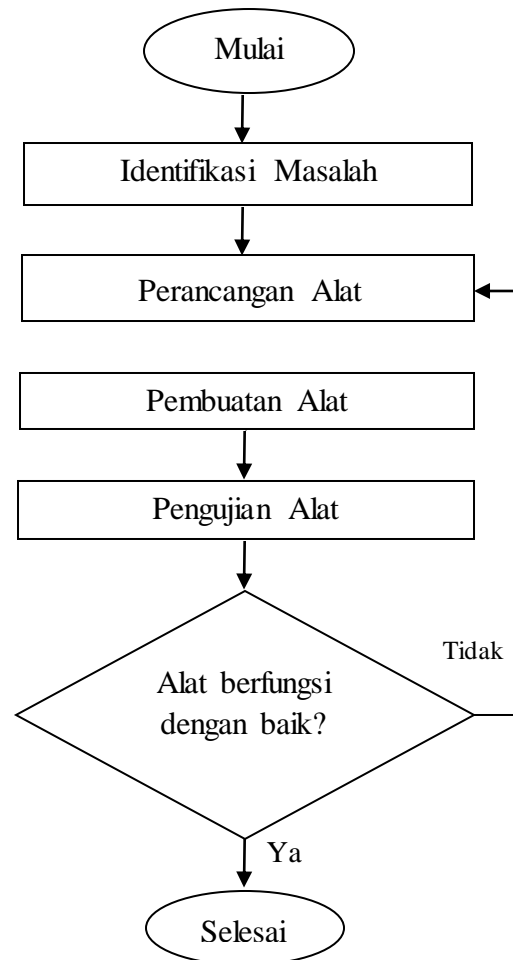 Mulai
Identifikasi Masalah
Perancangan Alat
Pembuatan Alat
Pengujian Alat
Tidak
Alat berfungsi
dengan baik?
Ya
Selesai